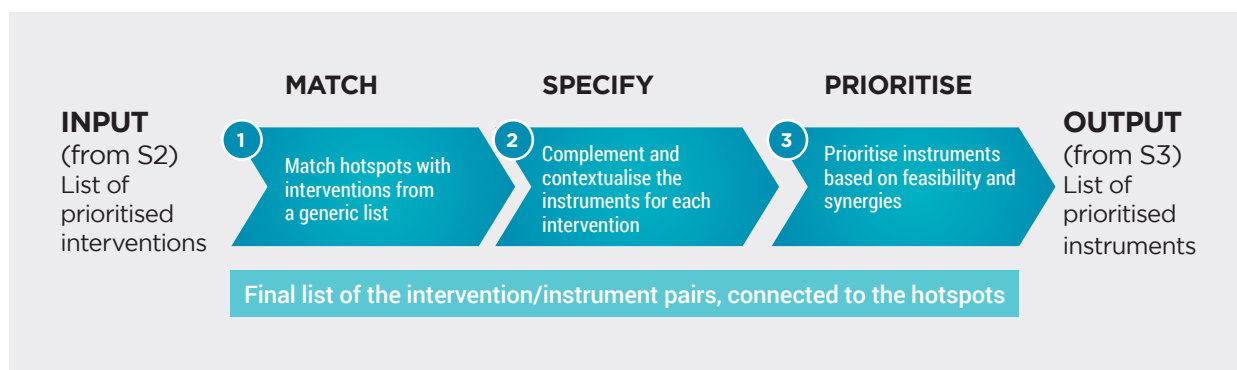 MATCH
SPECIFY
PRIORITISE
INPUT
(from S2)
List of
prioritised
interventions
1
Match hotspots with
interventions from
a generic list
2
Complement and
contextualise the
instruments for each
intervention
3
Prioritise instruments
based on feasibility and
synergies
OUTPUT
(from S3)
List of
prioritised
instruments
Final list of the intervention/instrument pairs, connected to the hotspots